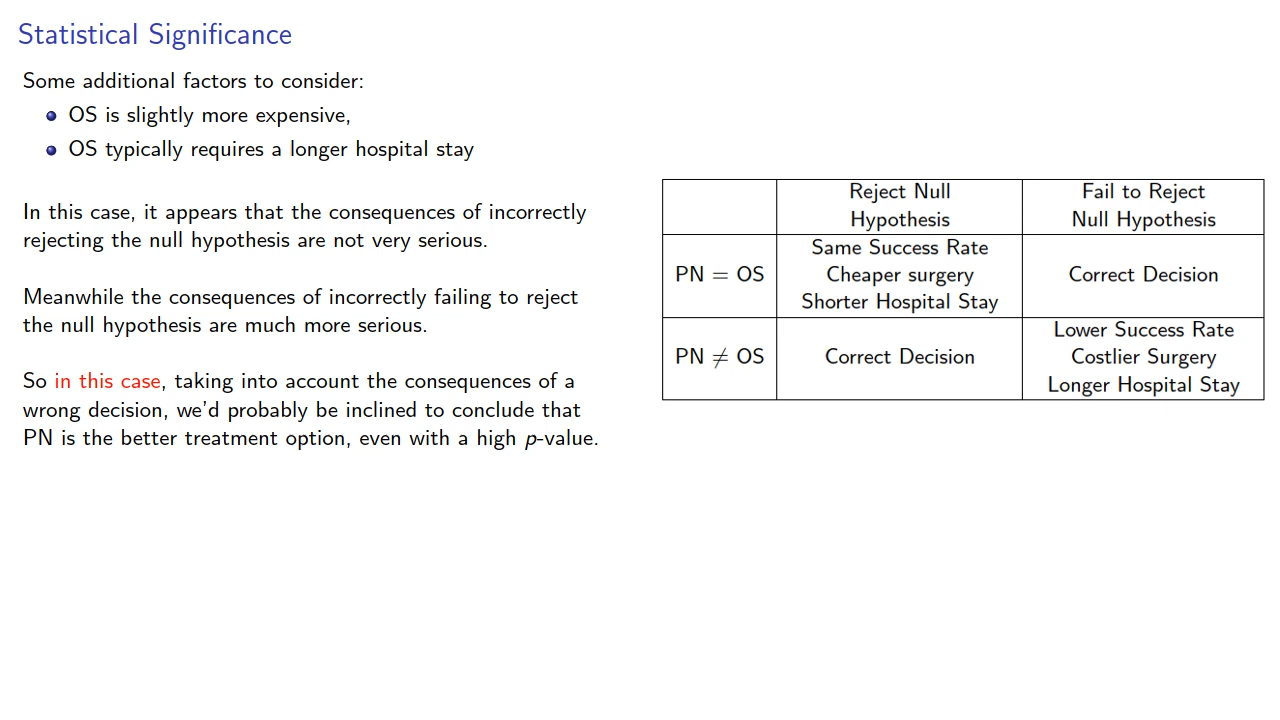 Statistical Significance
Some additional factors to consider:
OS is slightly more expensive,
OS typically requires a longer hospital stay
In this case, it appears that the consequences of incorrectly
rejecting the null hypothesis are not very serious.
Meanwhile the consequences of incorrectly failing to reject
the null hypothesis are much more serious.
So in this case, taking into account the consequences of a
wrong decision, we'd probably be inclined to conclude that
PN is the better treatment option, even with a high p-value.
Reject Null
Hypothesis
Fail to Reject
Null Hypothesis
PN = OS
Same Success Rate
Cheaper surgery
Shorter Hospital Stay
Correct Decision
PN ≠ OS
Correct Decision
Lower Success Rate
Costlier Surgery
Longer Hospital Stay